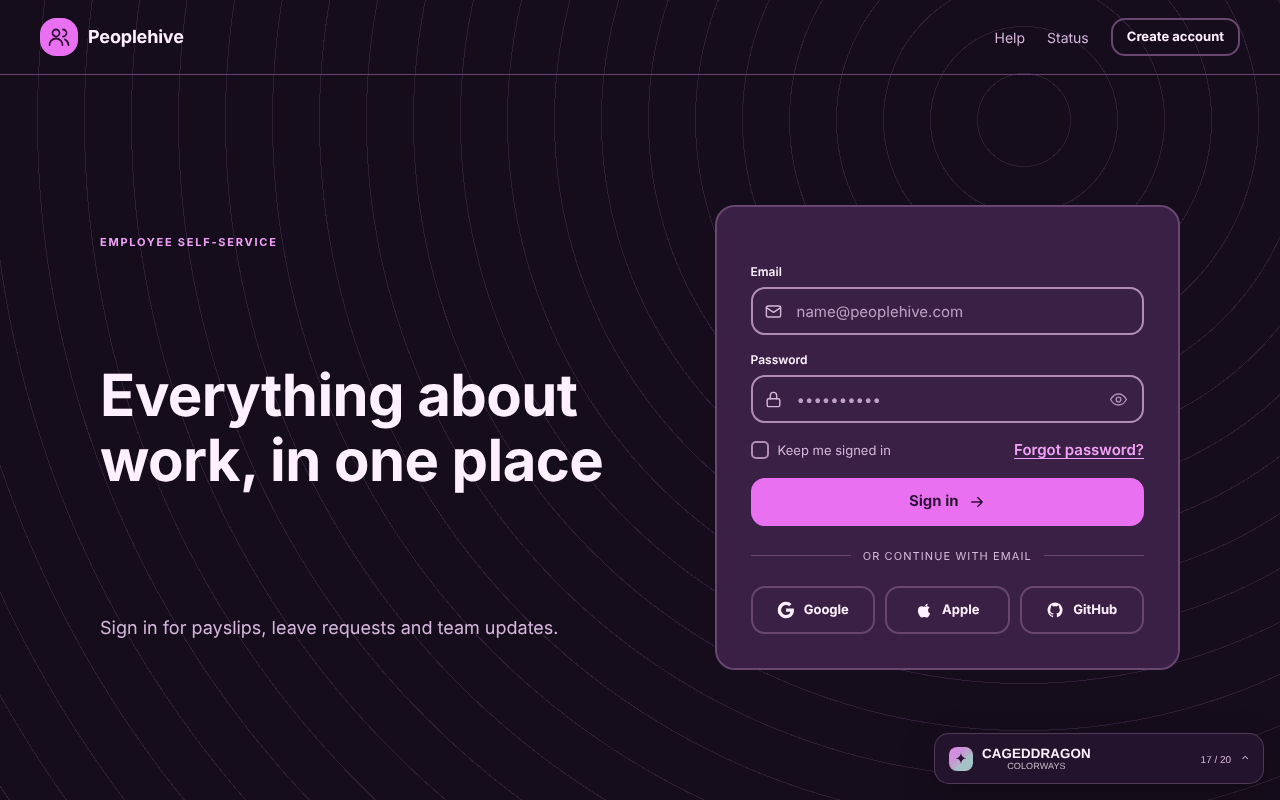 Peoplehive
Help
Status
Create account
EMPLOYEE SELF-SERVICE
Everything about
work, in one place
Sign in for payslips, leave requests and team updates.
Email
name@peoplehive.com
Password
Keep me signed in
Forgot password?
Sign in
OR CONTINUE WITH EMAIL
Google
Apple
GitHub
CAGEDDRAGON
COLORWAYS
17 / 20